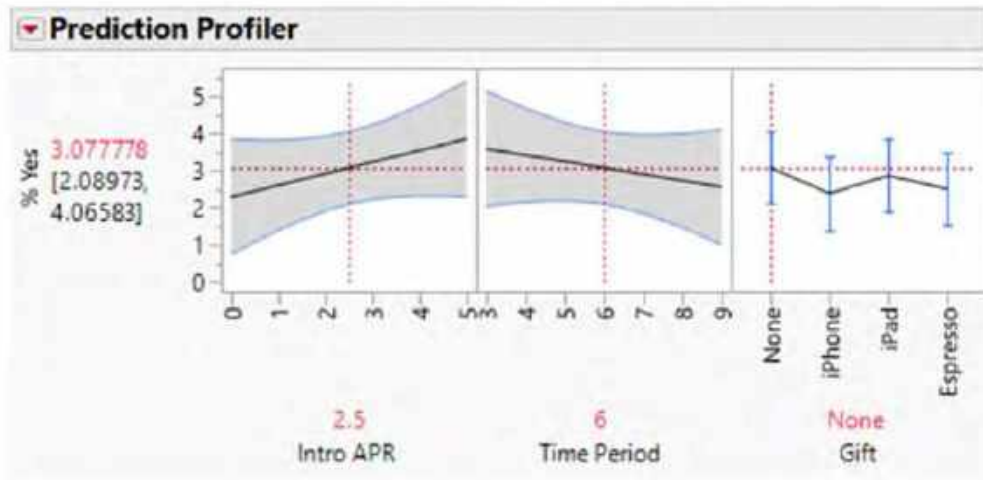 Prediction Profiler
% Yes
3.077778
[2.08973,
4.06583]
5
4
3
2
1
0
0 1 2 3 4 5
3 4 5 6 7 8 9
None iPhone iPad Espresso
2.5 6 None
Intro APR Time Period Gift